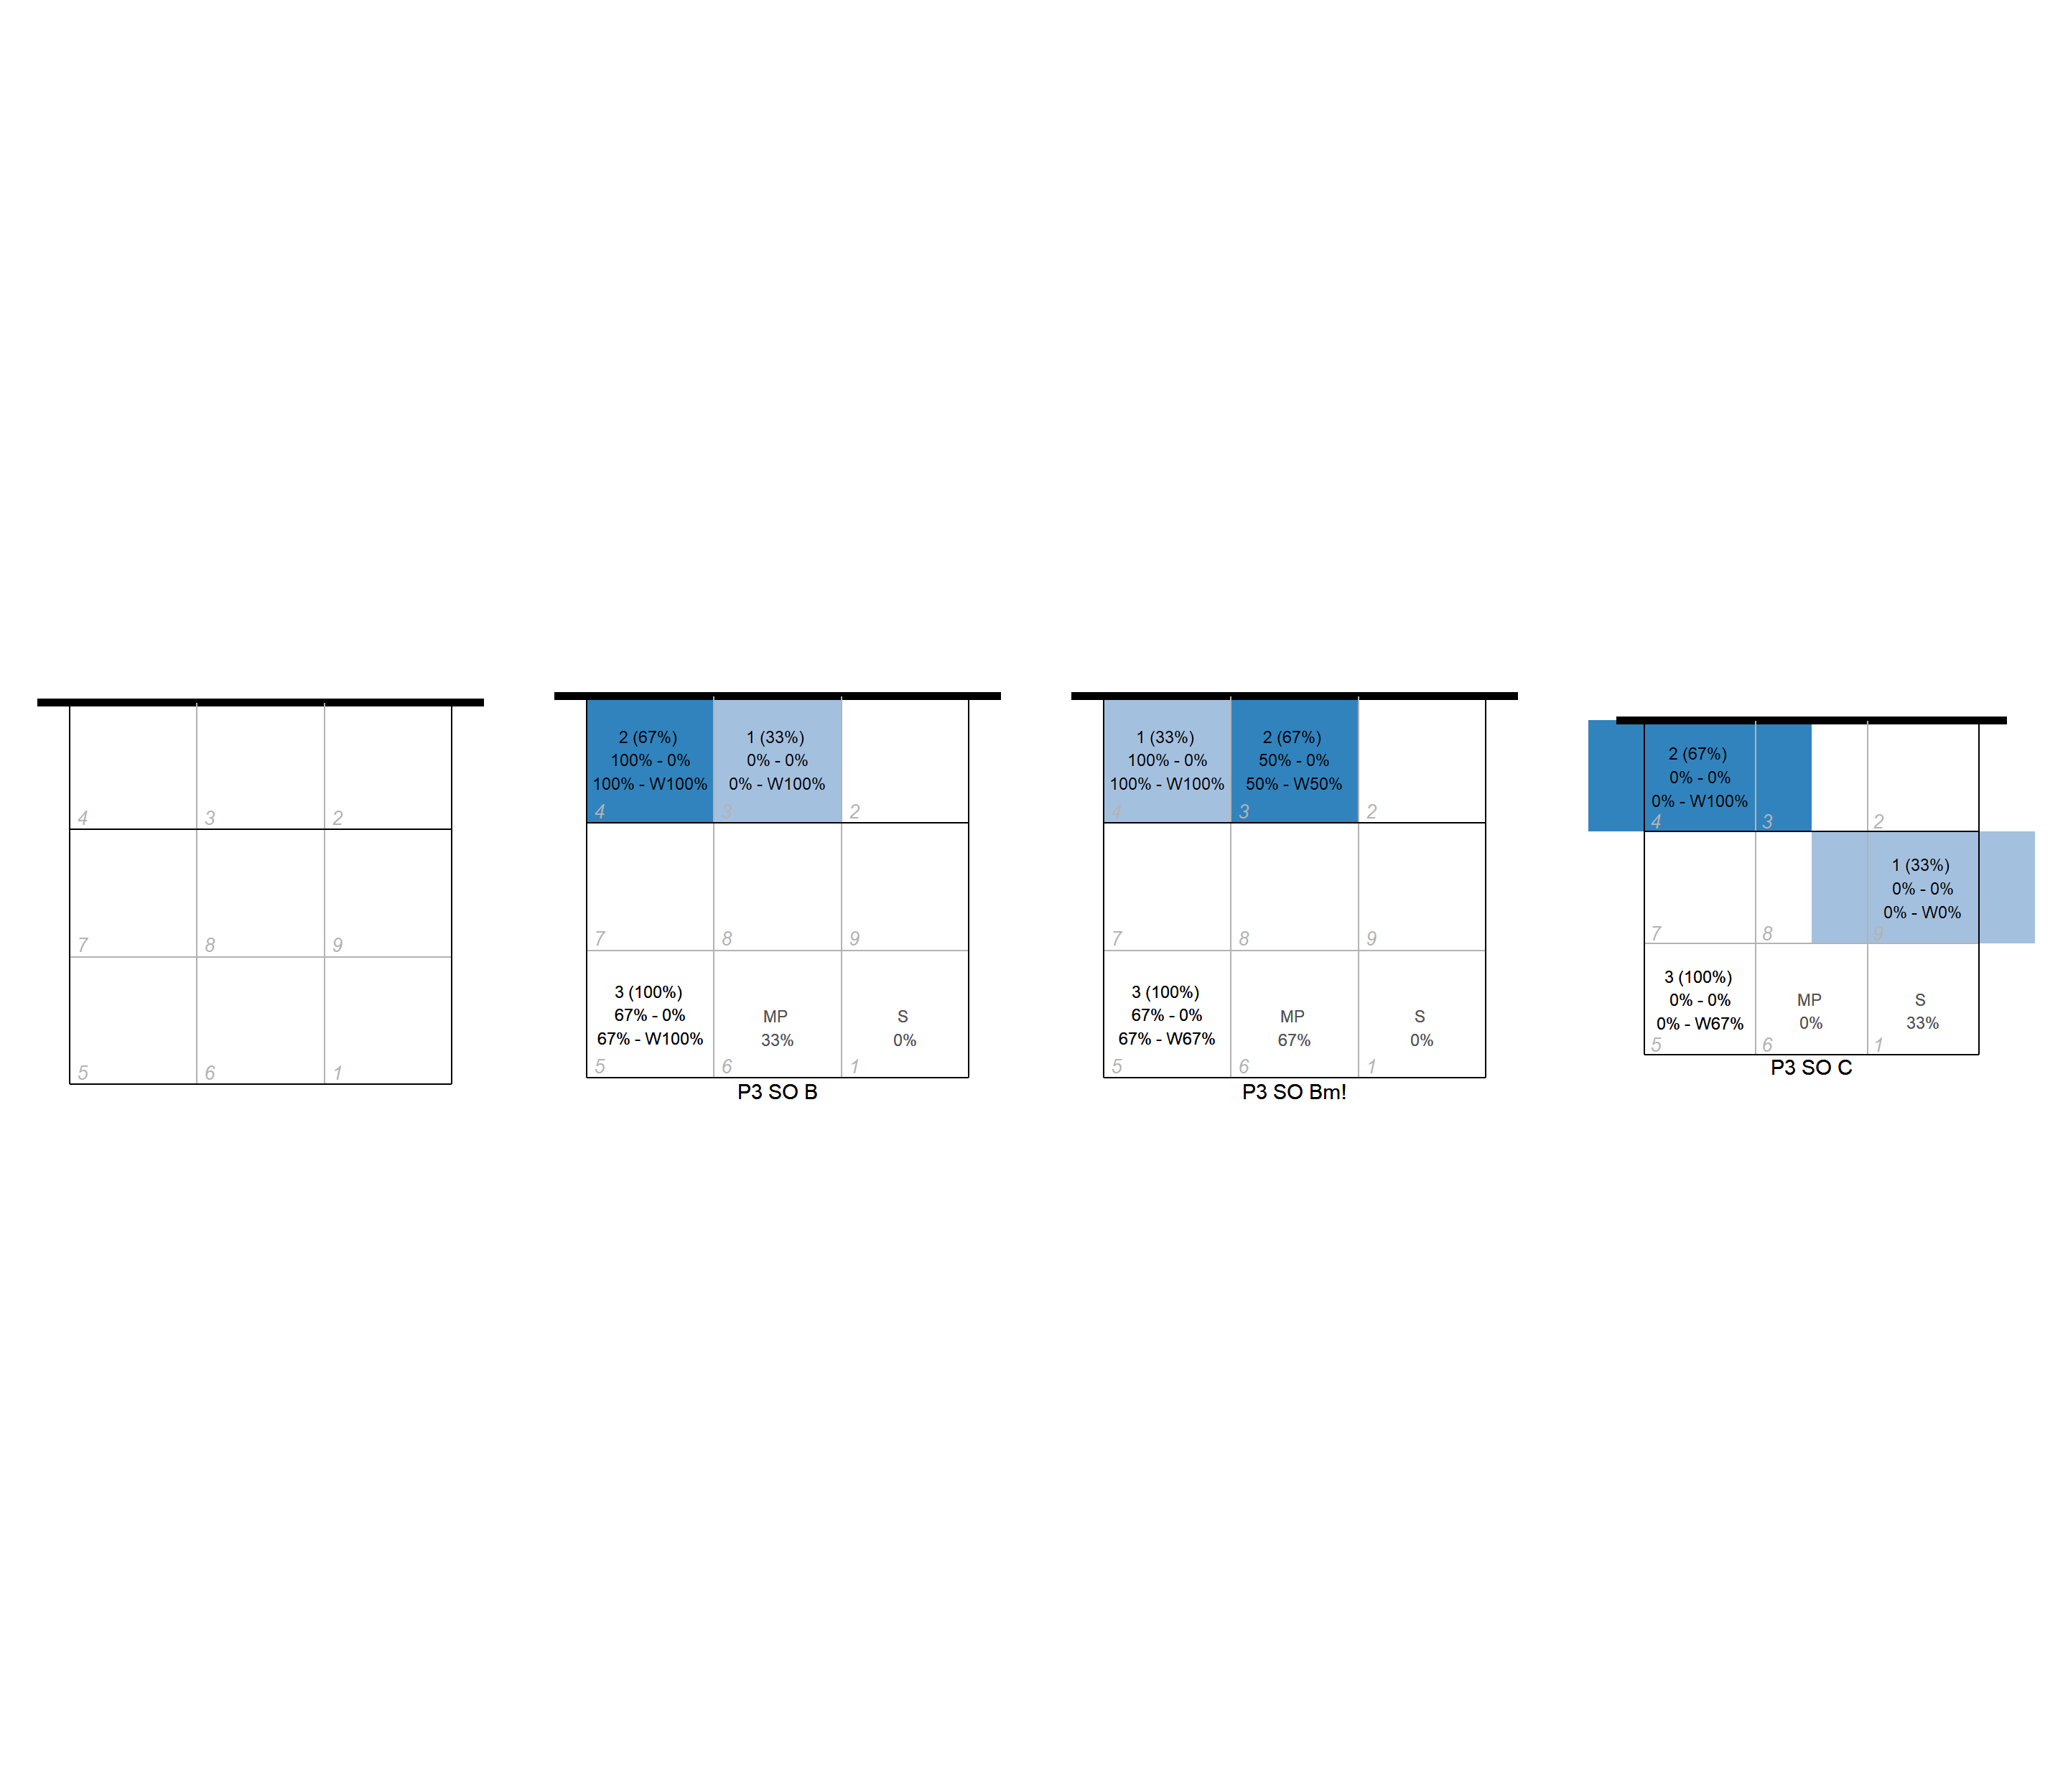 4 3 2
7 8 9
5 6 1
2 (67%)
100% - 0%
100% - W100%
4
1 (33%)
0% - 0%
0% - W100%
3
2
7 8 9
3 (100%)
67% - 0%
67% - W100%
5
MP
33%
6
S
0%
1
P3 SO B
1 (33%)
100% - 0%
100% - W100%
4
2 (67%)
50% - 0%
50% - W50%
3
2
7 8 9
3 (100%)
67% - 0%
67% - W67%
5
MP
67%
6
S
0%
1
P3 SO Bm!
2 (67%)
0% - 0%
0% - W100%
4 3 2
7 8
1 (33%)
0% - 0%
0% - W0%
9
3 (100%)
0% - 0%
0% - W67%
5
MP
0%
6
S
33%
1
P3 SO C